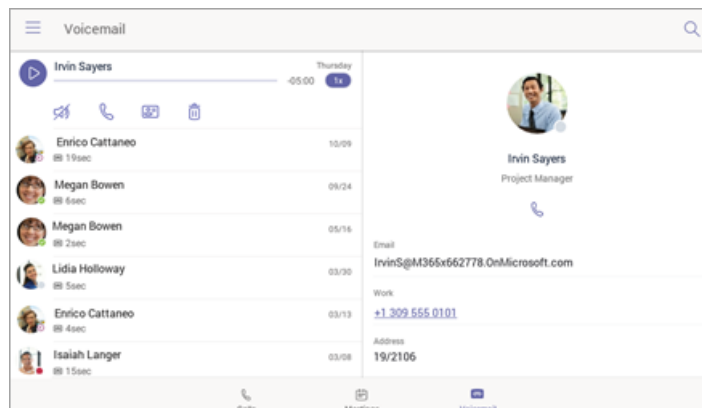 Voicemail
Irvin Sayers
Thursday
-05:00
1x
Enrico Cattaneo
10/09
19sec
Megan Bowen
09/24
6sec
Megan Bowen
05/16
2sec
Lidia Holloway
03/30
5sec
Enrico Cattaneo
03/13
4sec
Isaiah Langer
03/08
15sec
Irvin Sayers
Project Manager
Email
IrvinS@M365x662778.OnMicrosoft.com
Work
+1 309 555 0101
Address
19/2106